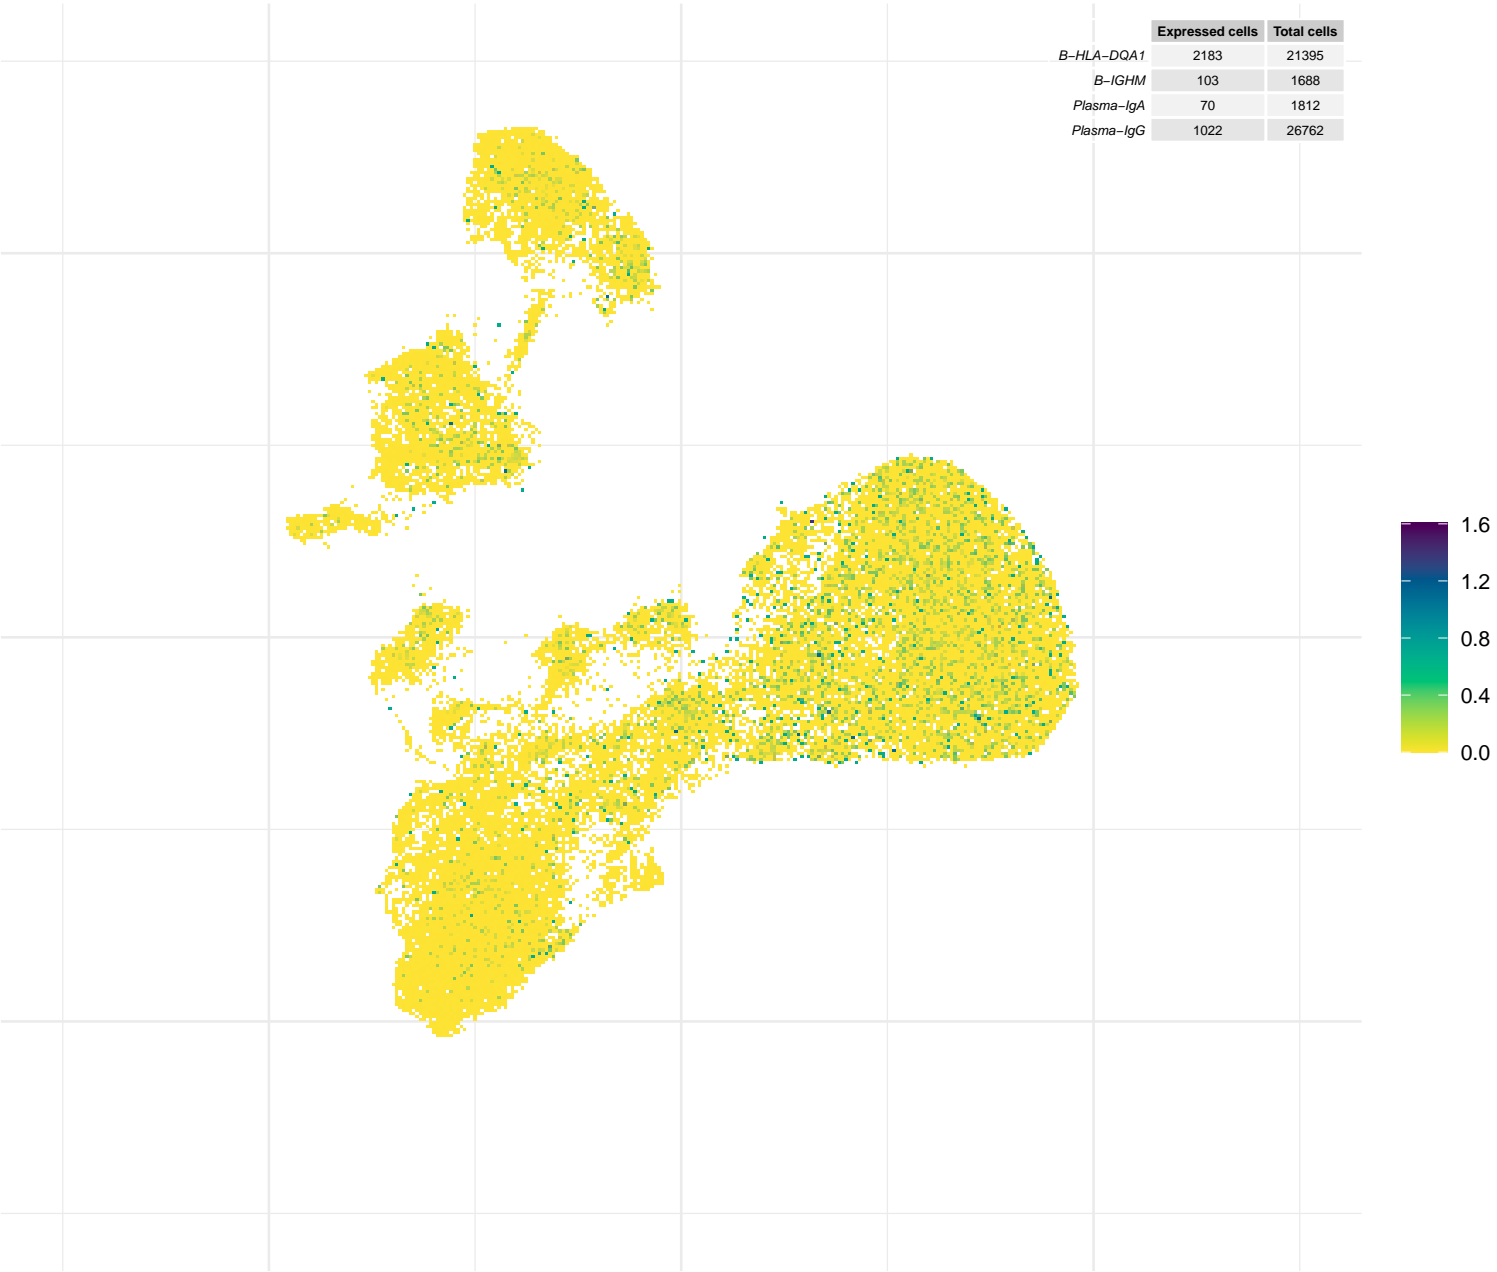 Expressed cells Total cells
B−HLA−DQA1 2183 21395
B−IGHM 103 1688
Plasma−IgA 70 1812
Plasma−IgG 1022 26762
1.6
1.2
0.8
0.4
0.0